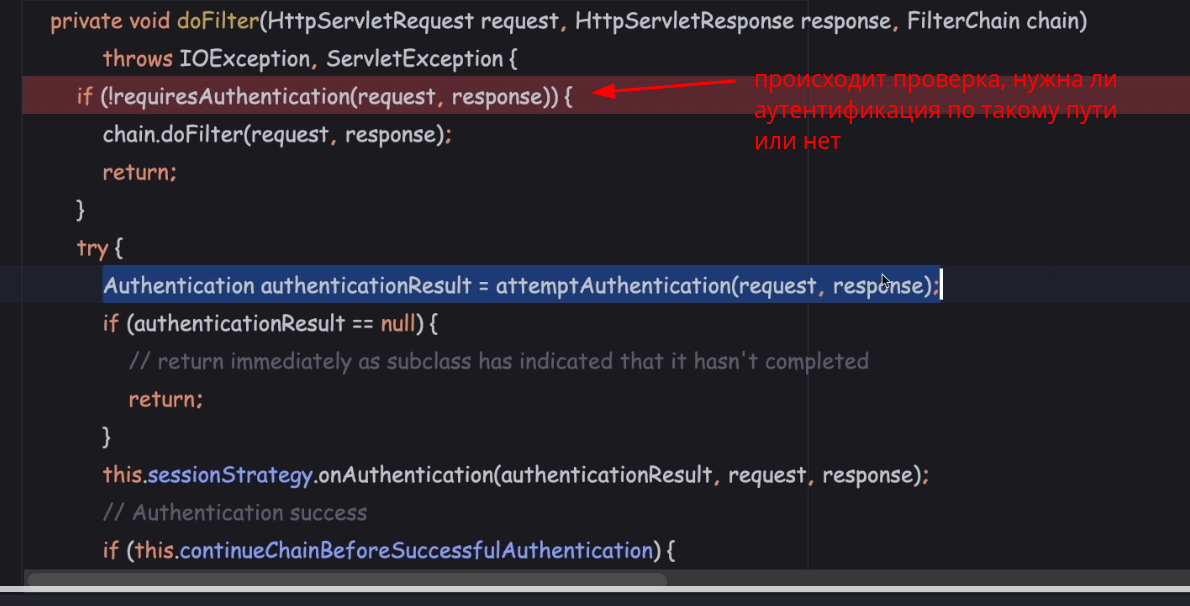 private void doFilter(HttpServletRequest request, HttpServletResponse response, FilterChain chain)
throws IOException, ServletException {
if (!requiresAuthentication(request, response)) {
происходит проверка, нужна ли
аутентификация по такому пути
или нет
chain.doFilter(request, response);
return;
}
try {
Authentication authenticationResult = attemptAuthentication(request, response);
if (authenticationResult == null) {
// return immediately as subclass has indicated that it hasn't completed
return;
}
this.sessionStrategy.onAuthentication(authenticationResult, request, response);
// Authentication success
if (this.continueChainBeforeSuccessfulAuthentication) {